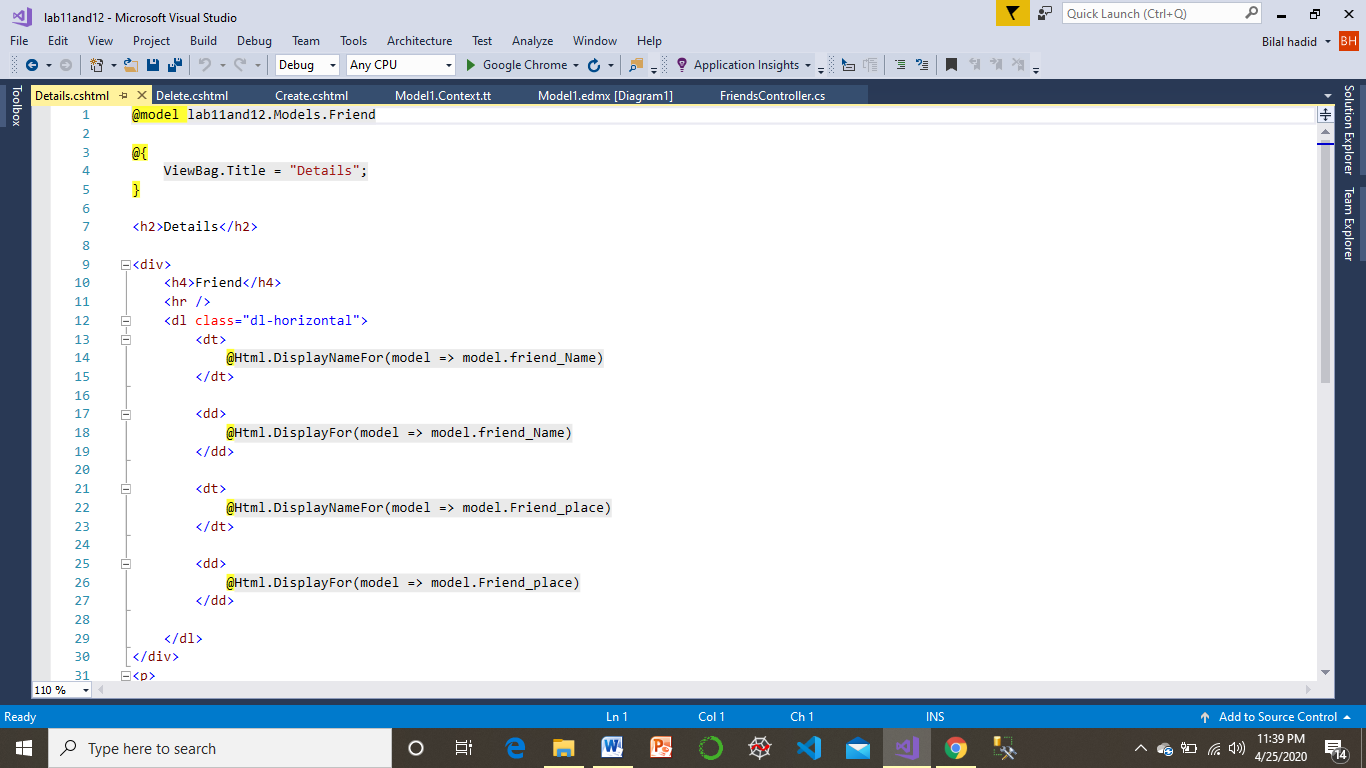 lab11and12 - Microsoft Visual Studio
Quick Launch (Ctrl+Q)
File Edit View Project Build Debug Team Tools Architecture Test Analyze Window Help
Bilal hadid BH
Debug Any CPU Google Chrome Application Insights
Details.cshtml Delete.cshtml Create.cshtml Model1.Context.tt Model1.edmx [Diagram1] FriendsController.cs
Toolbox
Solution Explorer
Team Explorer
1 @model lab11and12.Models.Friend
2
3 @{
4 ViewBag.Title = "Details";
5 }
6
7 <h2>Details</h2>
8
9 <div>
10 <h4>Friend</h4>
11 <hr />
12 <dl class="dl-horizontal">
13 <dt>
14 @Html.DisplayNameFor(model => model.friend_Name)
15 </dt>
16
17 <dd>
18 @Html.DisplayFor(model => model.friend_Name)
19 </dd>
20
21 <dt>
22 @Html.DisplayNameFor(model => model.Friend_place)
23 </dt>
24
25 <dd>
26 @Html.DisplayFor(model => model.Friend_place)
27 </dd>
28
29 </dl>
30 </div>
31 <p>
110 %
Ready Ln 1 Col 1 Ch 1 INS Add to Source Control
Type here to search
11:39 PM
4/25/2020
14